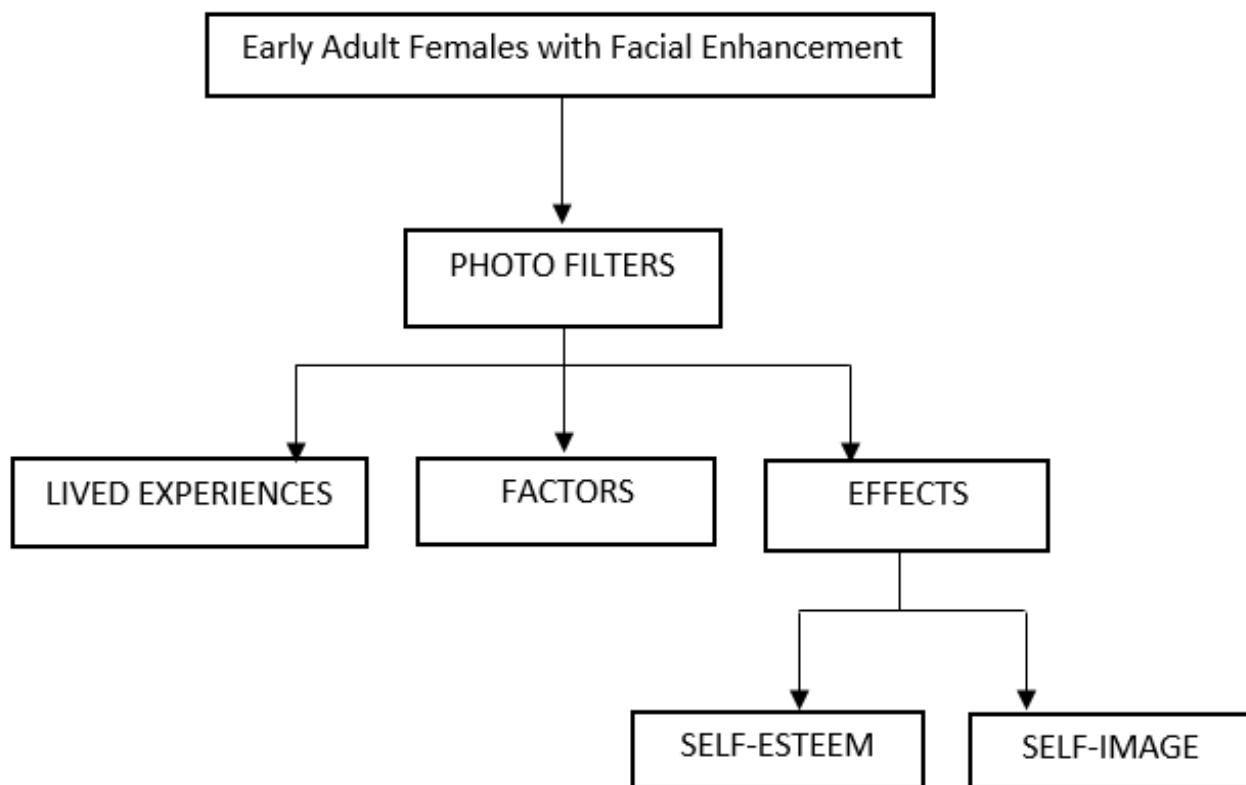 Early Adult Females with Facial Enhancement
PHOTO FILTERS
LIVED EXPERIENCES
FACTORS
EFFECTS
SELF-ESTEEM
SELF-IMAGE